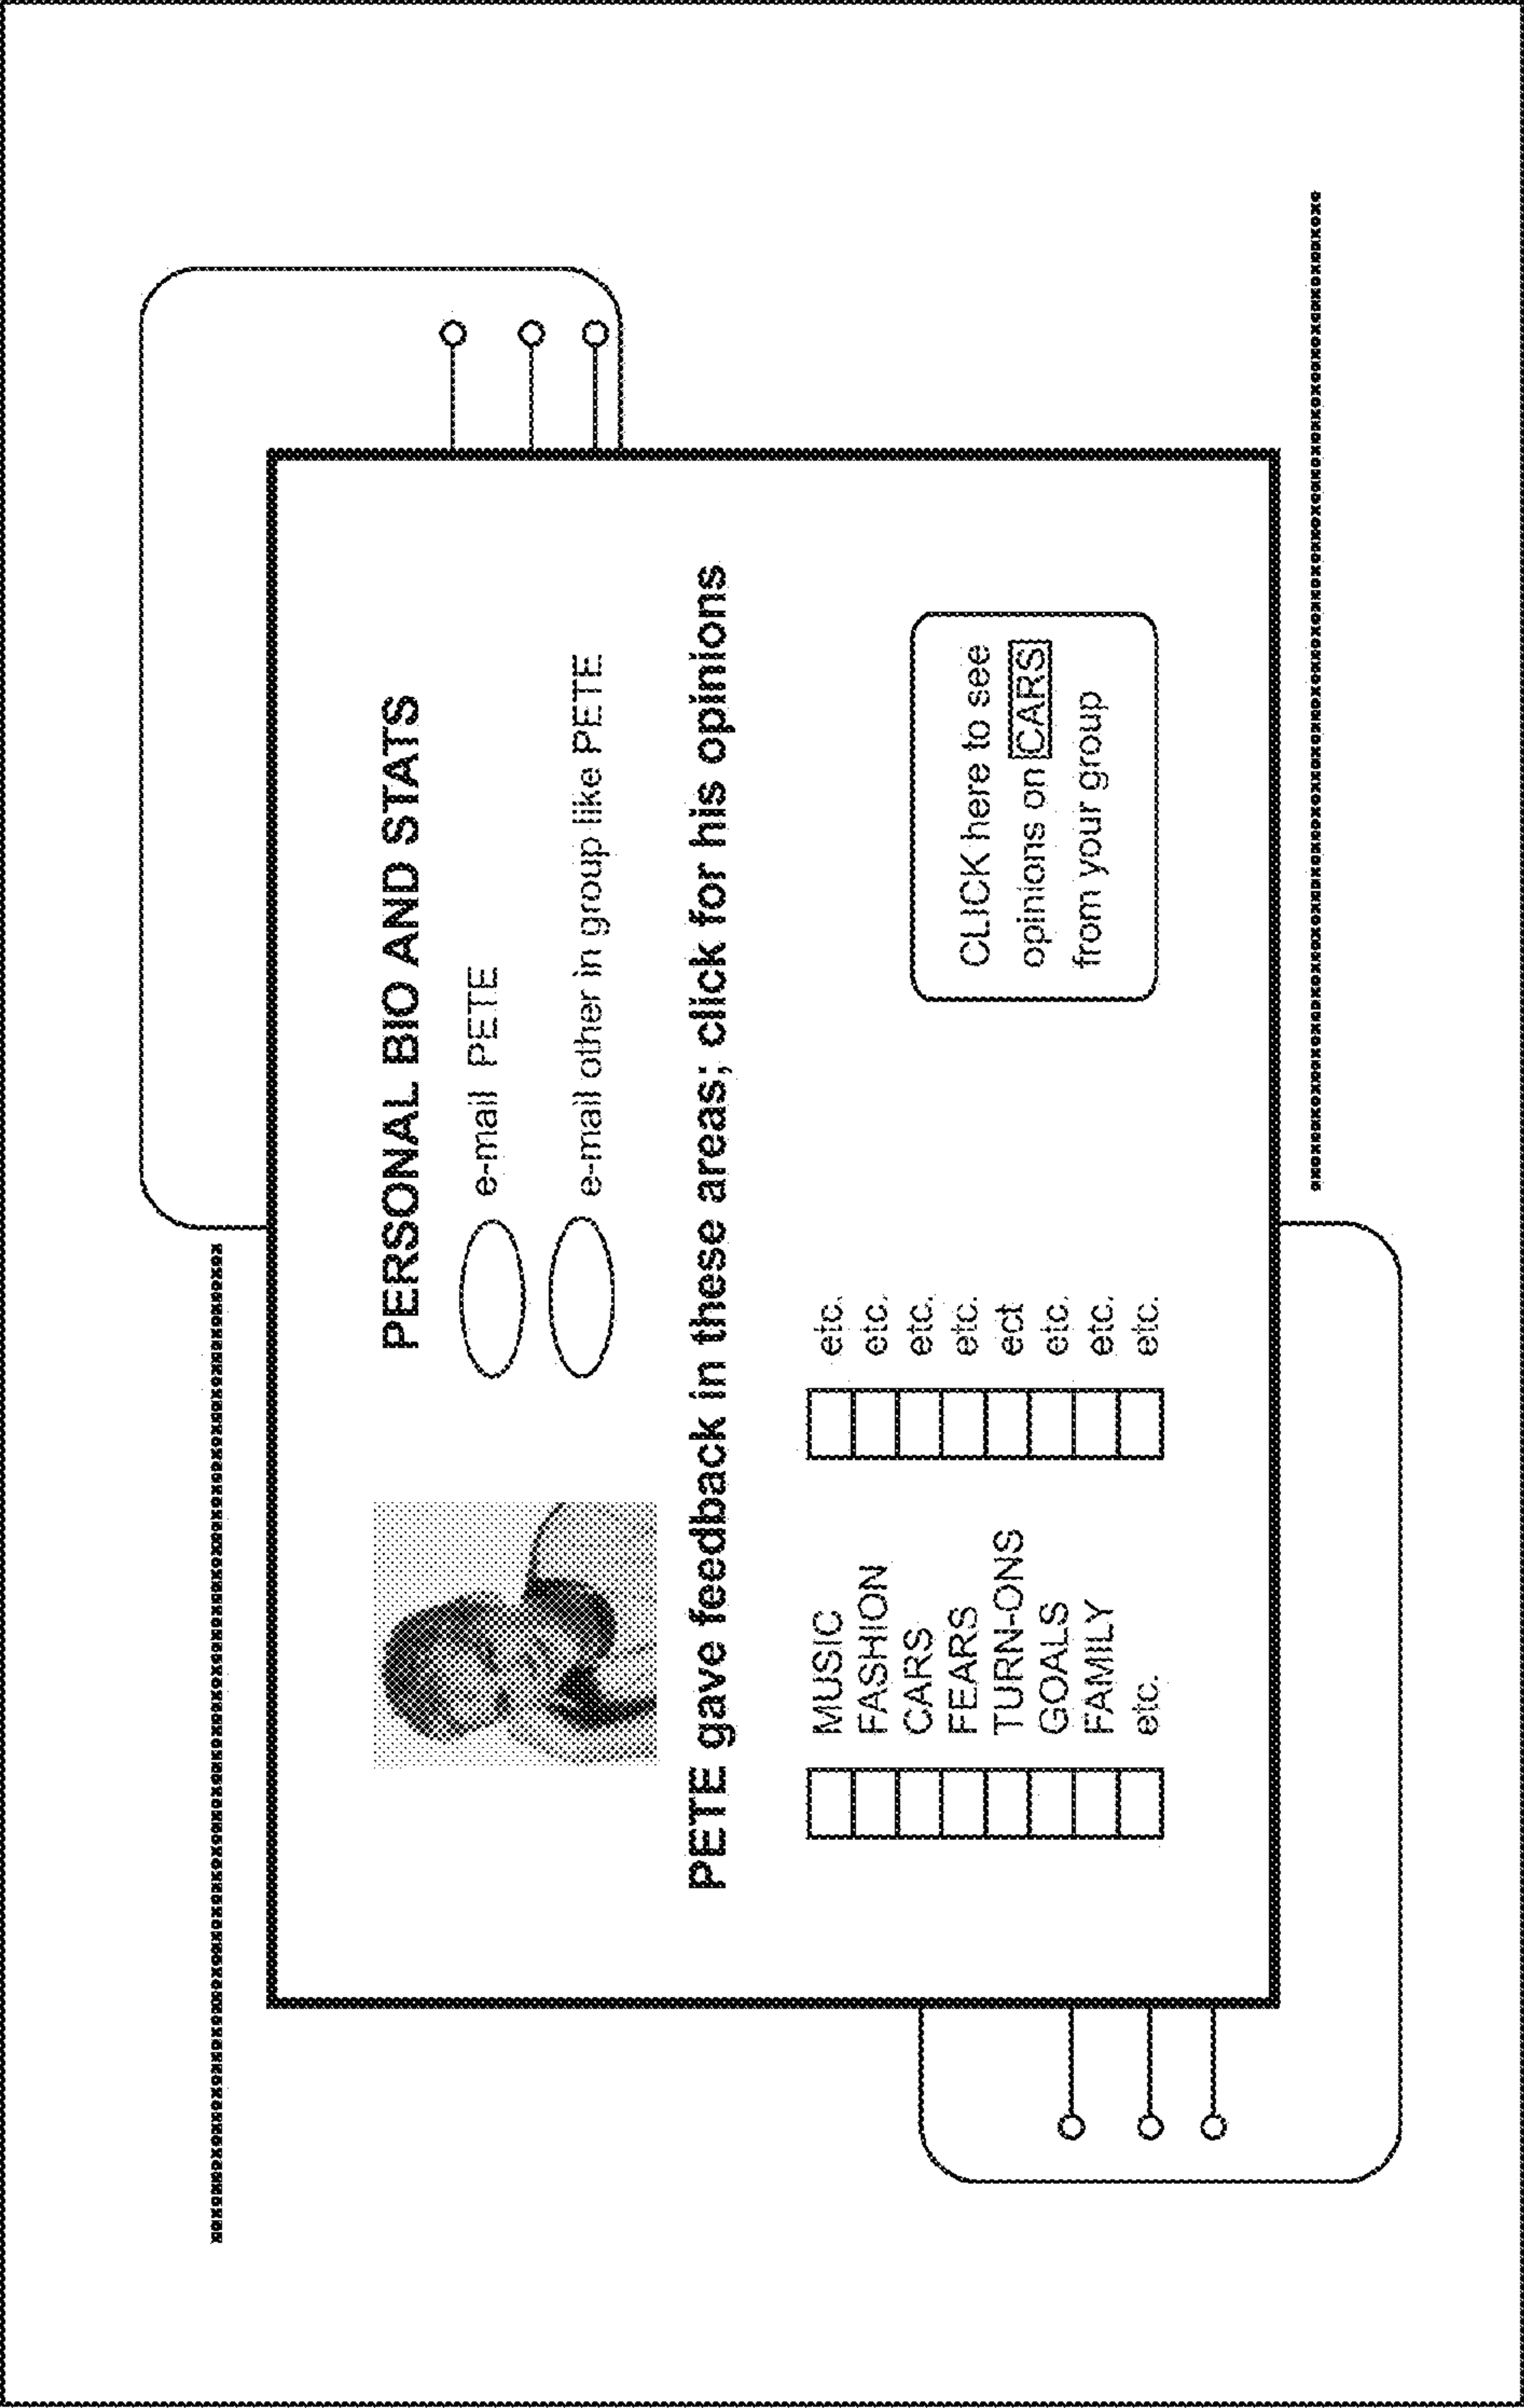 PERSONAL BIO AND STATS
e-mail PETE
e-mail other in group like PETE
PETE gave feedback in these areas; click for his opinions
MUSIC
FASHION
CARS
FEARS
TURN-ONS
GOALS
FAMILY
etc.
etc.
etc.
etc.
etc.
ect
etc.
etc.
etc.
CLICK here to see
opinions on CARS
from your group